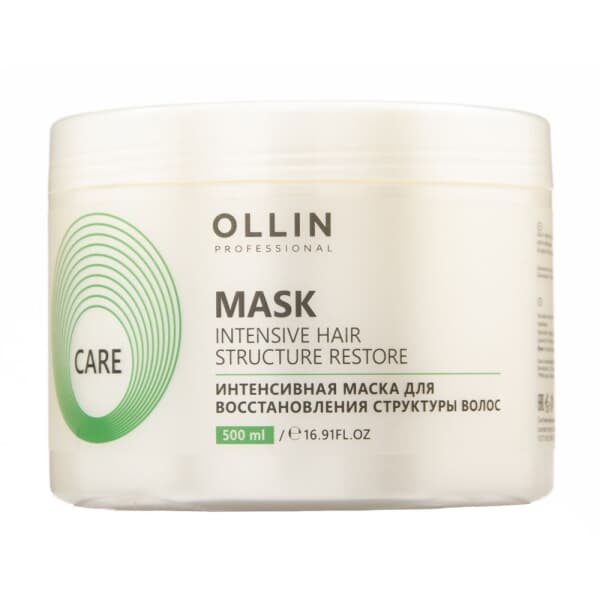 OLLIN
PROFESSIONAL
MASK
INTENSIVE HAIR
STRUCTURE RESTORE
CARE
ИНТЕНСИВНАЯ МАСКА ДЛЯ
ВОССТАНОВЛЕНИЯ СТРУКТУРЫ ВОЛОС
500 ml / ℮16.91FL.OZ